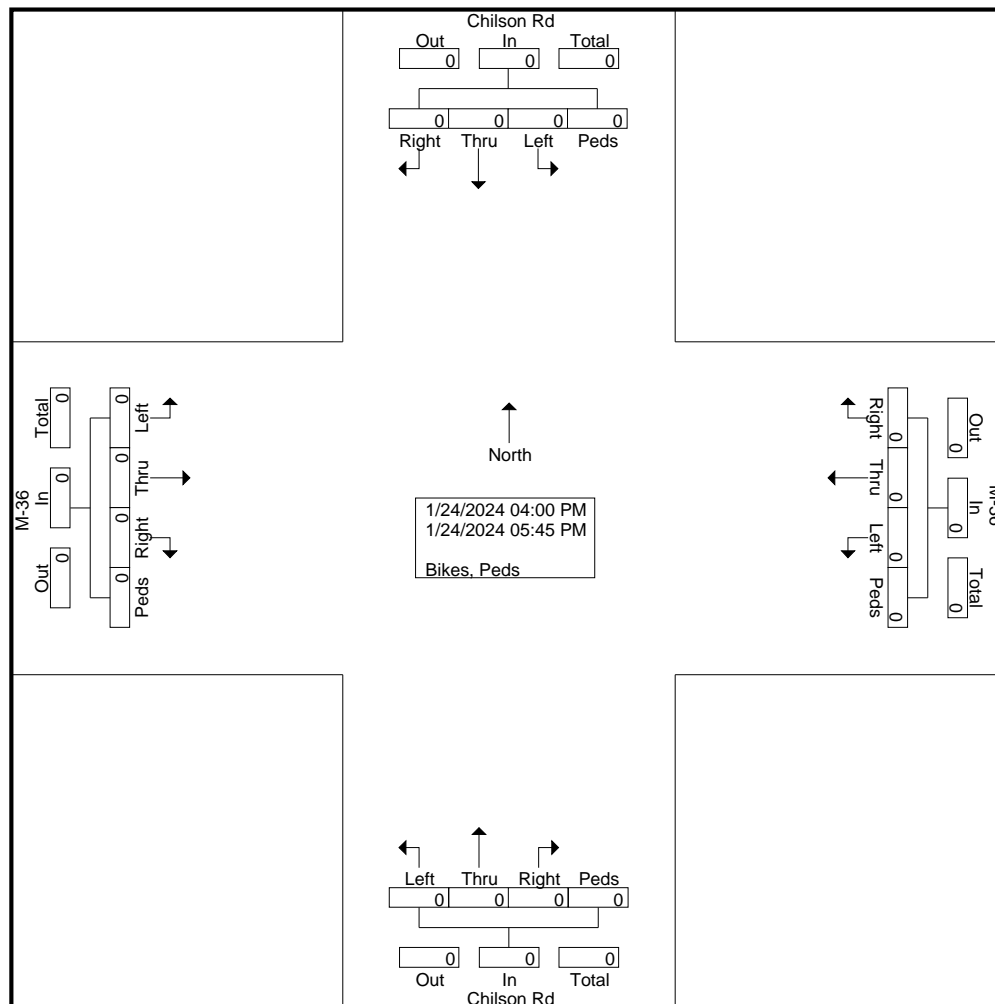 Chilson Rd
Out In Total
0 0 0
0 0 0 0
Right Thru Left Peds
Total In Out
0 0 0
M-36
0 0 0 0
Left Thru Right Peds
North
1/24/2024 04:00 PM
1/24/2024 05:45 PM
Bikes, Peds
Right Thru Left Peds
0 0 0 0
Out In Total
0 0 0
Left Thru Right Peds
0 0 0 0
0 0 0
Out In Total
Chilson Rd